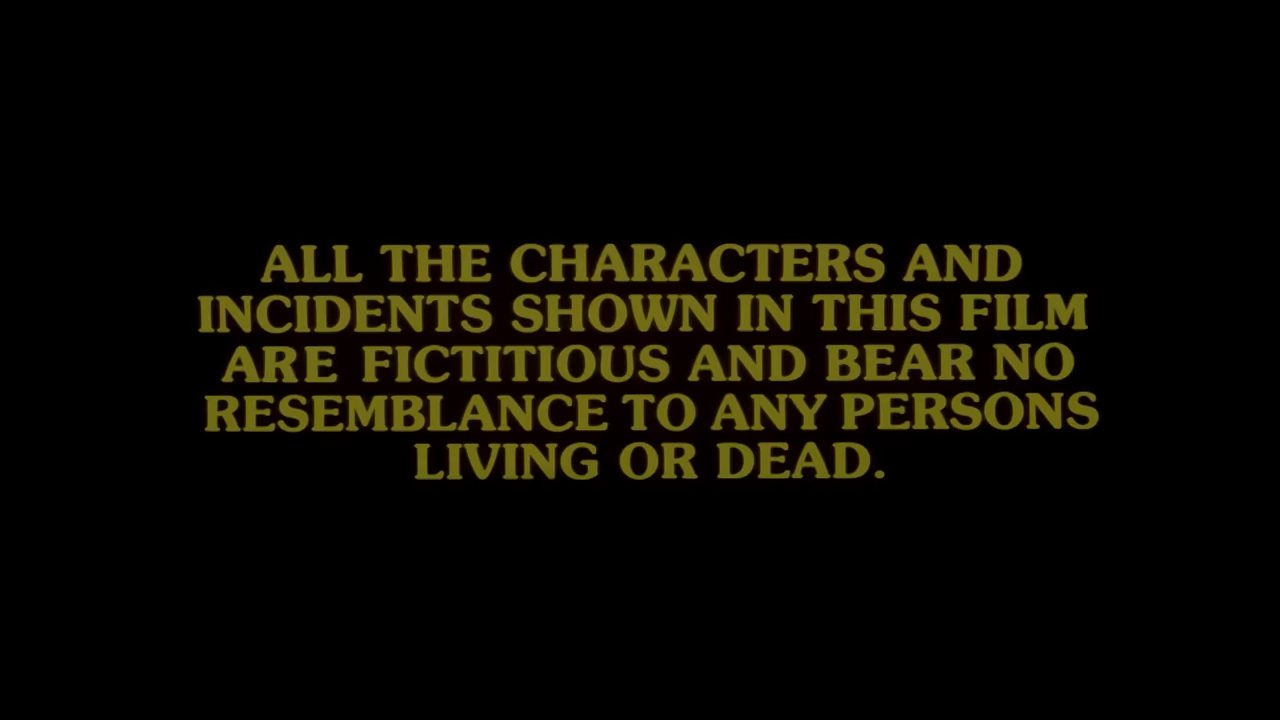 ALL THE CHARACTERS AND
INCIDENTS SHOWN IN THIS FILM
ARE FICTITIOUS AND BEAR NO
RESEMBLANCE TO ANY PERSONS
LIVING OR DEAD.